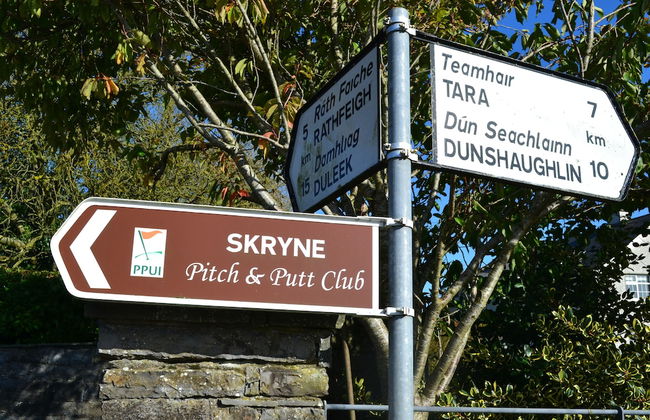 Ráth Faiche
5 RATHFEIGH
km
Damhliag
15 DULEEK
Teamhair
TARA 7
km
Dún Seachlainn
DUNSHAUGHLIN 10
PPUI
SKRYNE
Pitch & Putt Club